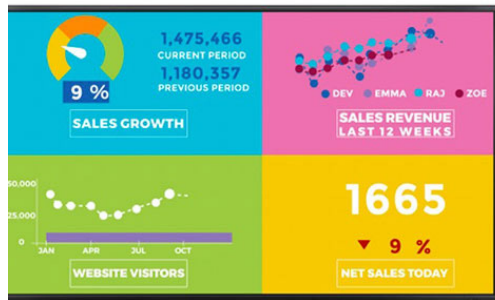 1,475,466
CURRENT PERIOD
1,180,357
PREVIOUS PERIOD
9 %
SALES GROWTH
DEV EMMA RAJ ZOE
SALES REVENUE
LAST 12 WEEKS
50,000
25.000
0
JAN APR JUL OCT
WEBSITE VISITORS
1665
▼ 9 %
NET SALES TODAY